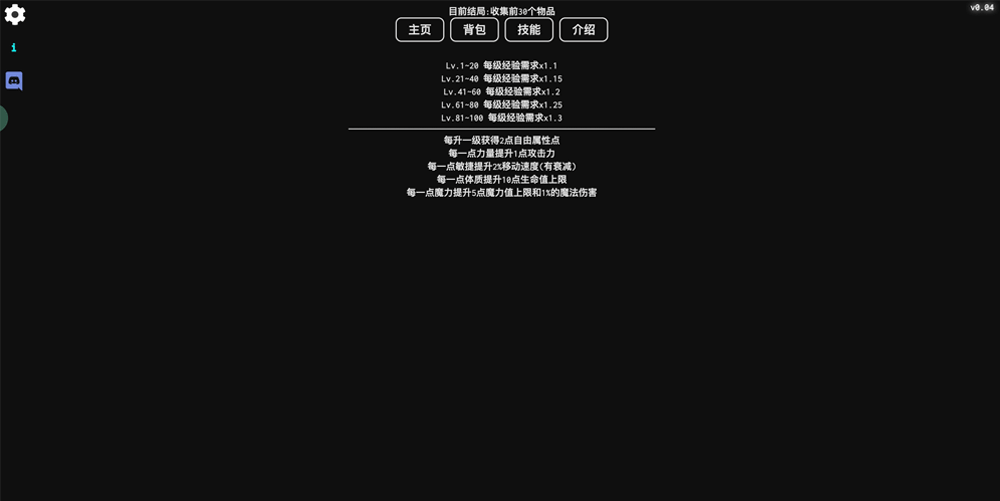 目前结局:收集前30个物品
v0.04
主页 背包 技能 介绍
i
Lv.1~20 每级经验需求x1.1
Lv.21~40 每级经验需求x1.15
Lv.41~60 每级经验需求x1.2
Lv.61~80 每级经验需求x1.25
Lv.81~100 每级经验需求x1.3
每升一级获得2点自由属性点
每一点力量提升1点攻击力
每一点敏捷提升2%移动速度(有衰减)
每一点体质提升10点生命值上限
每一点魔力提升5点魔力值上限和1%的魔法伤害